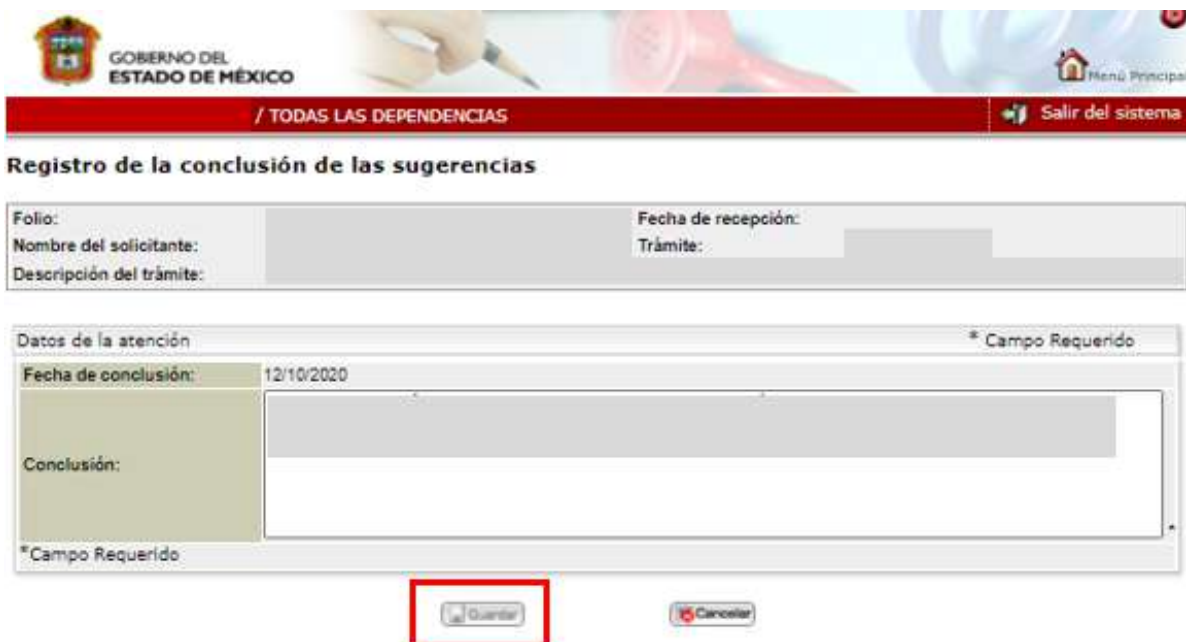 GOBIERNO DEL
ESTADO DE MÉXICO
Menú Principal
/ TODAS LAS DEPENDENCIAS
Salir del sistema
Registro de la conclusión de las sugerencias
Folio:
Fecha de recepción:
Nombre del solicitante:
Trámite:
Descripción del trámite:
Datos de la atención
* Campo Requerido
Fecha de conclusión:
12/10/2020
Conclusión:
*
*Campo Requerido
Guardar
Cancelar